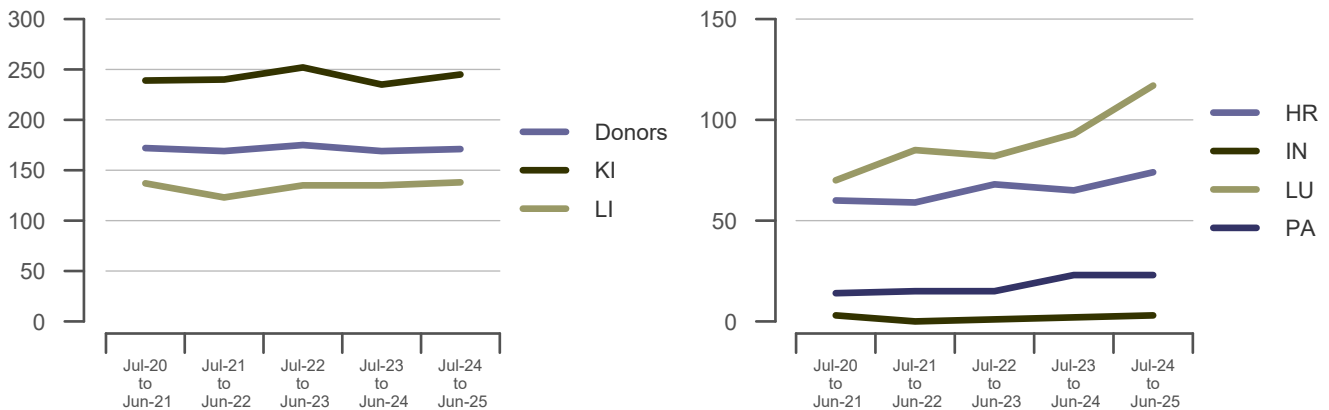 300
250
200
150
100
50
0
Jul-20
to
Jun-21
Jul-21
to
Jun-22
Jul-22
to
Jun-23
Jul-23
to
Jun-24
Jul-24
to
Jun-25
Donors
KI
LI
150
100
50
0
Jul-20
to
Jun-21
Jul-21
to
Jun-22
Jul-22
to
Jun-23
Jul-23
to
Jun-24
Jul-24
to
Jun-25
HR
IN
LU
PA